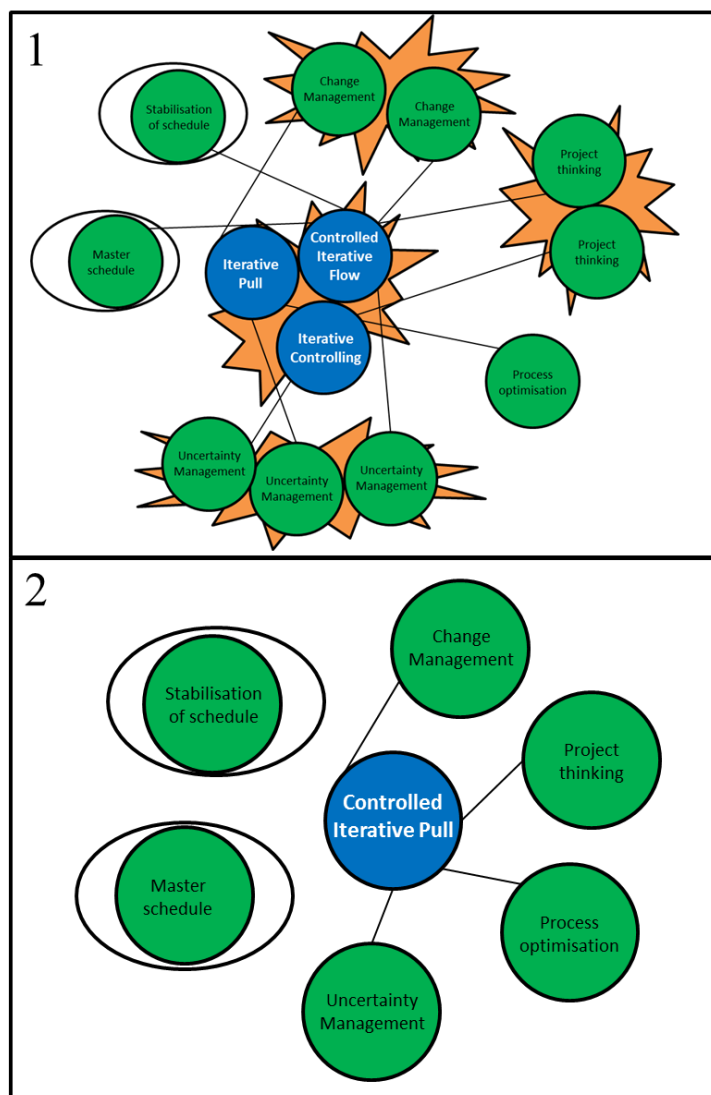 1
Change
Management
Change
Management
Stabilisation
of schedule
Project
thinking
Project
thinking
Master
schedule
Iterative
Pull
Controlled
Iterative
Flow
Iterative
Controlling
Process
optimisation
Uncertainty
Management
Uncertainty
Management
Uncertainty
Management
2
Change
Management
Stabilisation
of schedule
Project
thinking
Controlled
Iterative Pull
Master
schedule
Process
optimisation
Uncertainty
Management